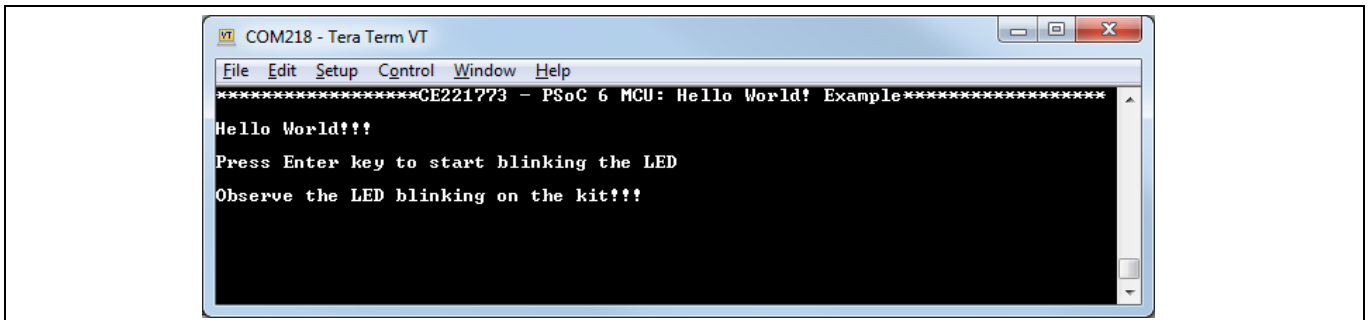 VT COM218 - Tera Term VT
File Edit Setup Control Window Help
******************CE221773 - PSoC 6 MCU: Hello World! Example******************
Hello World!!!
Press Enter key to start blinking the LED
Observe the LED blinking on the kit!!!